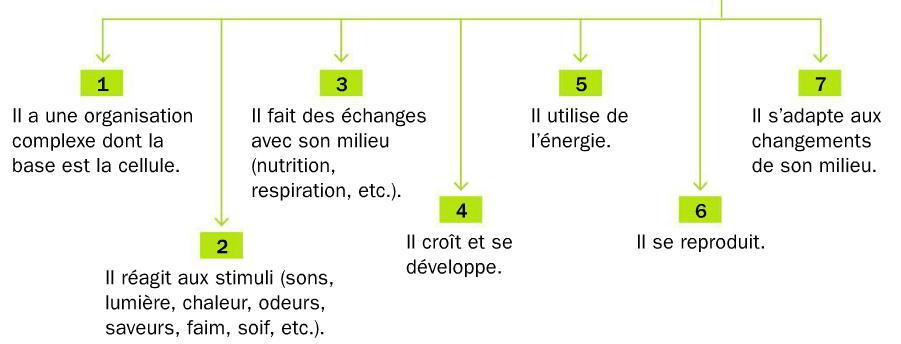 1
Il a une organisation
complexe dont la
base est la cellule.
2
Il réagit aux stimuli (sons,
lumière, chaleur, odeurs,
saveurs, faim, soif, etc.).
3
Il fait des échanges
avec son milieu
(nutrition,
respiration, etc.).
4
Il croît et se
développe.
5
Il utilise de
l’énergie.
6
Il se reproduit.
7
Il s’adapte aux
changements
de son milieu.